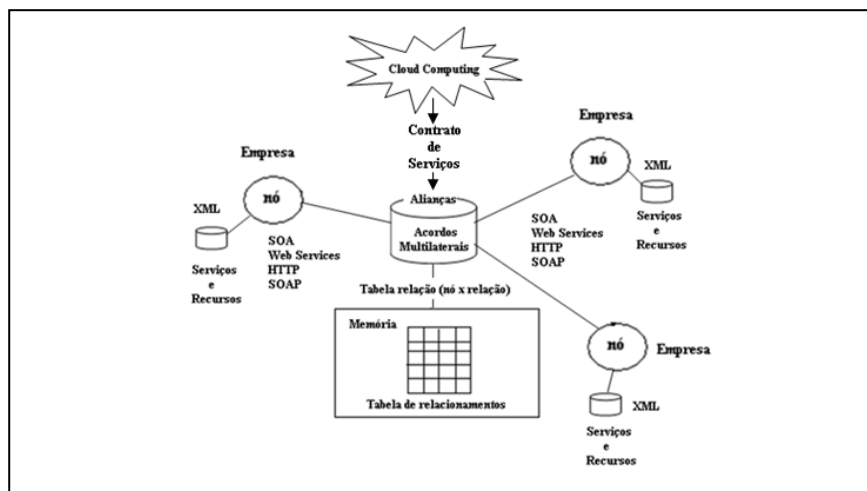 Cloud Computing
Contrato
de
Serviços
Alianças
Acordos
Multilaterais
Empresa
nó
XML
Serviços
e
Recursos
SOA
Web Services
HTTP
SOAP
Empresa
nó
XML
Serviços
e
Recursos
SOA
Web Services
HTTP
SOAP
Tabela relação (nó x relação)
Memória
Tabela de relacionamentos
nó
Empresa
XML
Serviços
e
Recursos